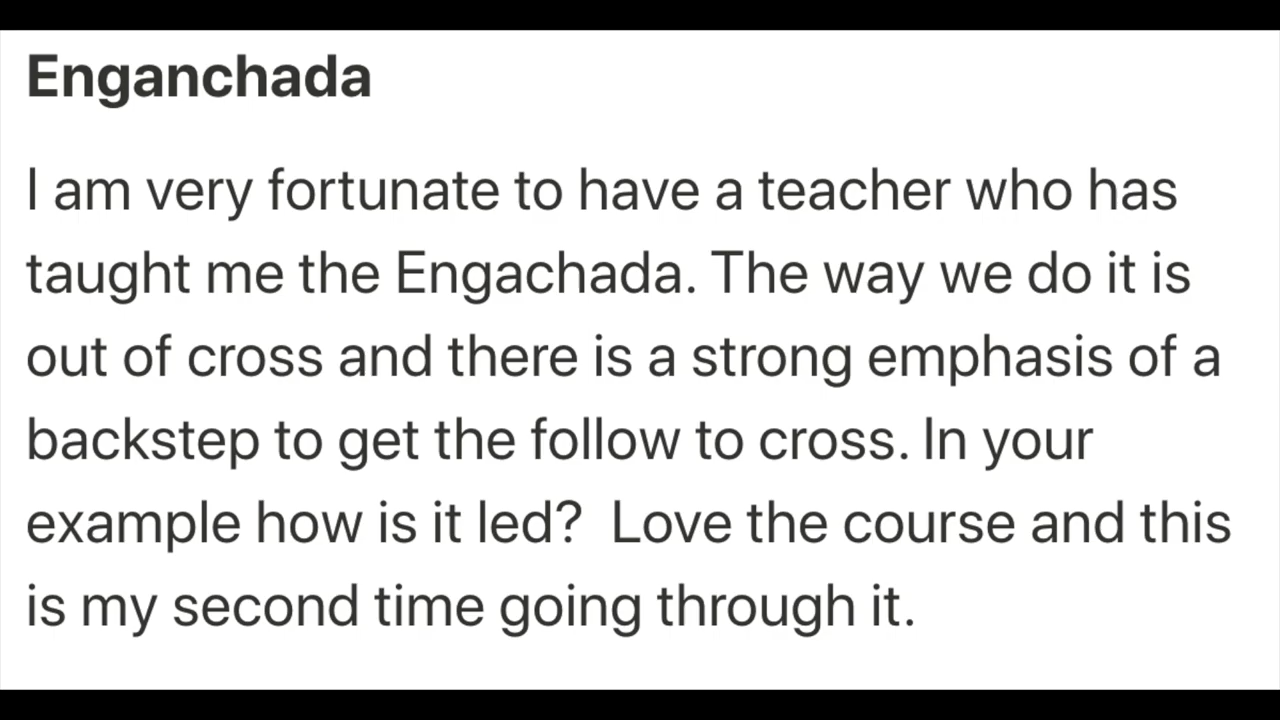 Enganchada
I am very fortunate to have a teacher who has
taught me the Engachada. The way we do it is
out of cross and there is a strong emphasis of a
backstep to get the follow to cross. In your
example how is it led?  Love the course and this
is my second time going through it.